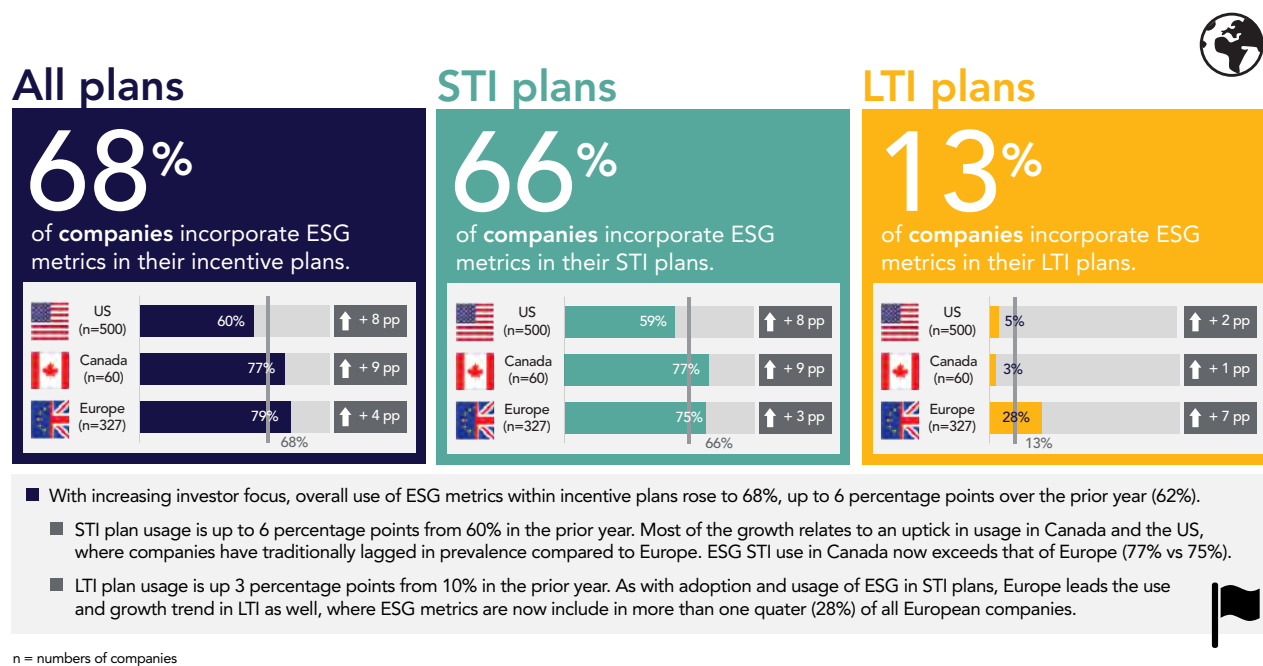 All plans
68%
of companies incorporate ESG
metrics in their incentive plans.
US
(n=500)
60%
+ 8 pp
Canada
(n=60)
77%
+ 9 pp
Europe
(n=327)
79%
+ 4 pp
68%
STI plans
66%
of companies incorporate ESG
metrics in their STI plans.
US
(n=500)
59%
+ 8 pp
Canada
(n=60)
77%
+ 9 pp
Europe
(n=327)
75%
+ 3 pp
66%
LTI plans
13%
of companies incorporate ESG
metrics in their LTI plans.
US
(n=500)
5%
+ 2 pp
Canada
(n=60)
3%
+ 1 pp
Europe
(n=327)
28%
+ 7 pp
13%
With increasing investor focus, overall use of ESG metrics within incentive plans rose to 68%, up to 6 percentage points over the prior year (62%).
STI plan usage is up to 6 percentage points from 60% in the prior year. Most of the growth relates to an uptick in usage in Canada and the US,
where companies have traditionally lagged in prevalence compared to Europe. ESG STI use in Canada now exceeds that of Europe (77% vs 75%).
LTI plan usage is up 3 percentage points from 10% in the prior year. As with adoption and usage of ESG in STI plans, Europe leads the use
and growth trend in LTI as well, where ESG metrics are now include in more than one quater (28%) of all European companies.
n = numbers of companies